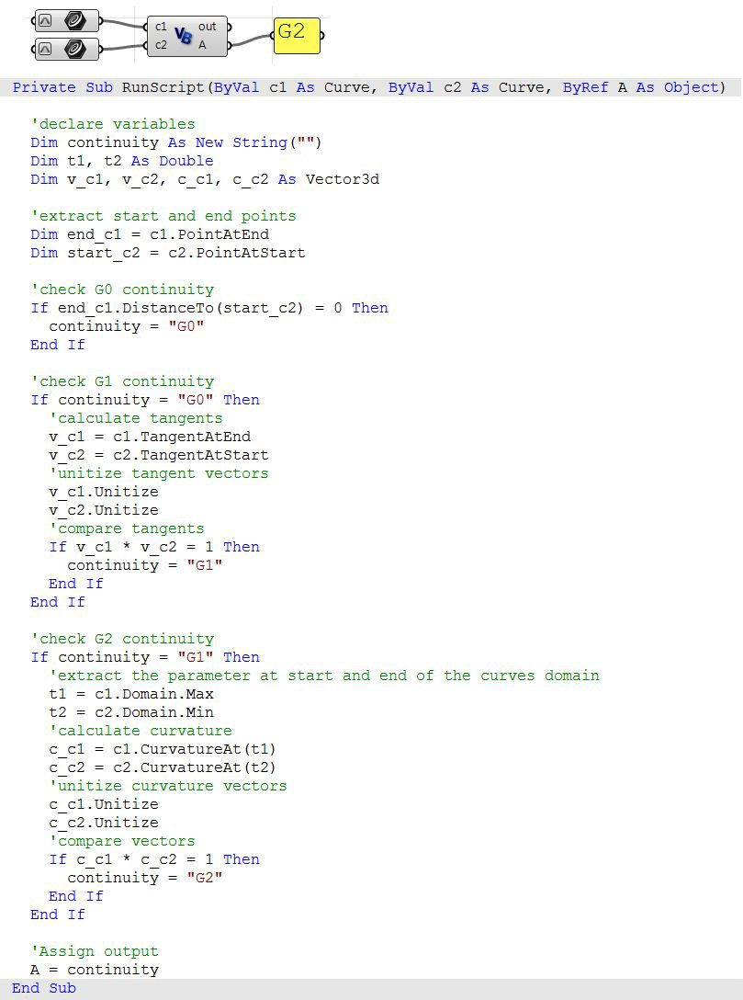 c1 out
VB
c2 A
G2
Private Sub RunScript(ByVal c1 As Curve, ByVal c2 As Curve, ByRef A As Object)
'declare variables
Dim continuity As New String("")
Dim t1, t2 As Double
Dim v_c1, v_c2, c_c1, c_c2 As Vector3d
'extract start and end points
Dim end_c1 = c1.PointAtEnd
Dim start_c2 = c2.PointAtStart
'check G0 continuity
If end_c1.DistanceTo(start_c2) = 0 Then
continuity = "G0"
End If
'check G1 continuity
If continuity = "G0" Then
'calculate tangents
v_c1 = c1.TangentAtEnd
v_c2 = c2.TangentAtStart
'unitize tangent vectors
v_c1.Unitize
v_c2.Unitize
'compare tangents
If v_c1 * v_c2 = 1 Then
continuity = "G1"
End If
End If
'check G2 continuity
If continuity = "G1" Then
'extract the parameter at start and end of the curves domain
t1 = c1.Domain.Max
t2 = c2.Domain.Min
'calculate curvature
c_c1 = c1.CurvatureAt(t1)
c_c2 = c2.CurvatureAt(t2)
'unitize curvature vectors
c_c1.Unitize
c_c2.Unitize
'compare vectors
If c_c1 * c_c2 = 1 Then
continuity = "G2"
End If
End If
'Assign output
A = continuity
End Sub